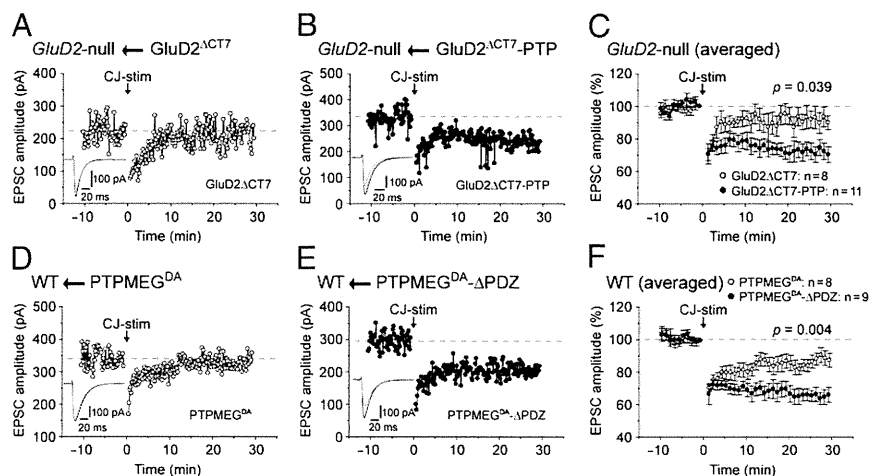 A
GluD2-null ← GluD2ΔCT7
CJ-stim
EPSC amplitude (pA)
400
300
200
100
0
100 pA
20 ms
GluD2ΔCT7
−10 0 10 20 30
Time (min)
B
GluD2-null ← GluD2ΔCT7-PTP
CJ-stim
EPSC amplitude (pA)
500
400
300
200
100
0
100 pA
20 ms
GluD2ΔCT7-PTP
−10 0 10 20 30
Time (min)
C
GluD2-null (averaged)
CJ-stim
p = 0.039
EPSC amplitude (%)
120
100
80
60
40
GluD2ΔCT7: n=8
GluD2ΔCT7-PTP: n=11
−10 0 10 20 30
Time (min)
D
WT ← PTPMEGDA
CJ-stim
EPSC amplitude (pA)
500
400
300
200
100
100 pA
20 ms
PTPMEGDA
−10 0 10 20 30
Time (min)
E
WT ← PTPMEGDA-ΔPDZ
CJ-stim
EPSC amplitude (pA)
400
300
200
100
0
100 pA
20 ms
PTPMEGDA-ΔPDZ
−10 0 10 20 30
Time (min)
F
WT (averaged)
PTPMEGDA: n=8
PTPMEGDA-ΔPDZ: n=9
CJ-stim
p = 0.004
EPSC amplitude (%)
120
100
80
60
40
−10 0 10 20 30
Time (min)